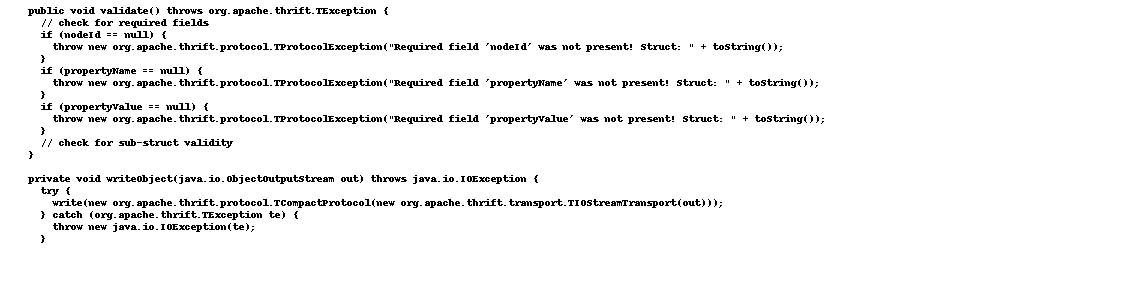 public void validate() throws org.apache.thrift.TException {
// check for required fields
if (nodeId == null) {
throw new org.apache.thrift.protocol.TProtocolException("Required field 'nodeId' was not present! Struct: " + toString());
}
if (propertyName == null) {
throw new org.apache.thrift.protocol.TProtocolException("Required field 'propertyName' was not present! Struct: " + toString());
}
if (propertyValue == null) {
throw new org.apache.thrift.protocol.TProtocolException("Required field 'propertyValue' was not present! Struct: " + toString());
}
// check for sub-struct validity
}
private void writeObject(java.io.ObjectOutputStream out) throws java.io.IOException {
try {
write(new org.apache.thrift.protocol.TCompactProtocol(new org.apache.thrift.transport.TIOStreamTransport(out)));
} catch (org.apache.thrift.TException te) {
throw new java.io.IOException(te);
}